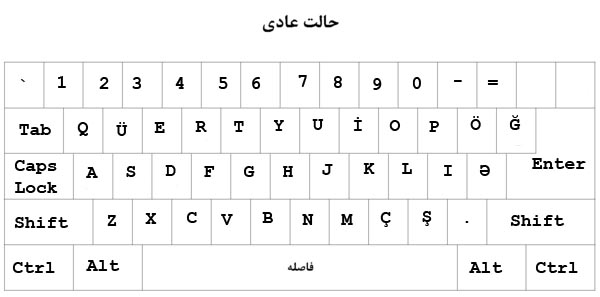 حالت عادی
` 1 2 3 4 5 6 7 8 9 0 - =
Tab Q Ü E R T Y U İ O P Ö Ğ
Caps Lock A S D F G H J K L I Ə Enter
Shift Z X C V B N M Ç Ş . Shift
Ctrl Alt فاصله Alt Ctrl